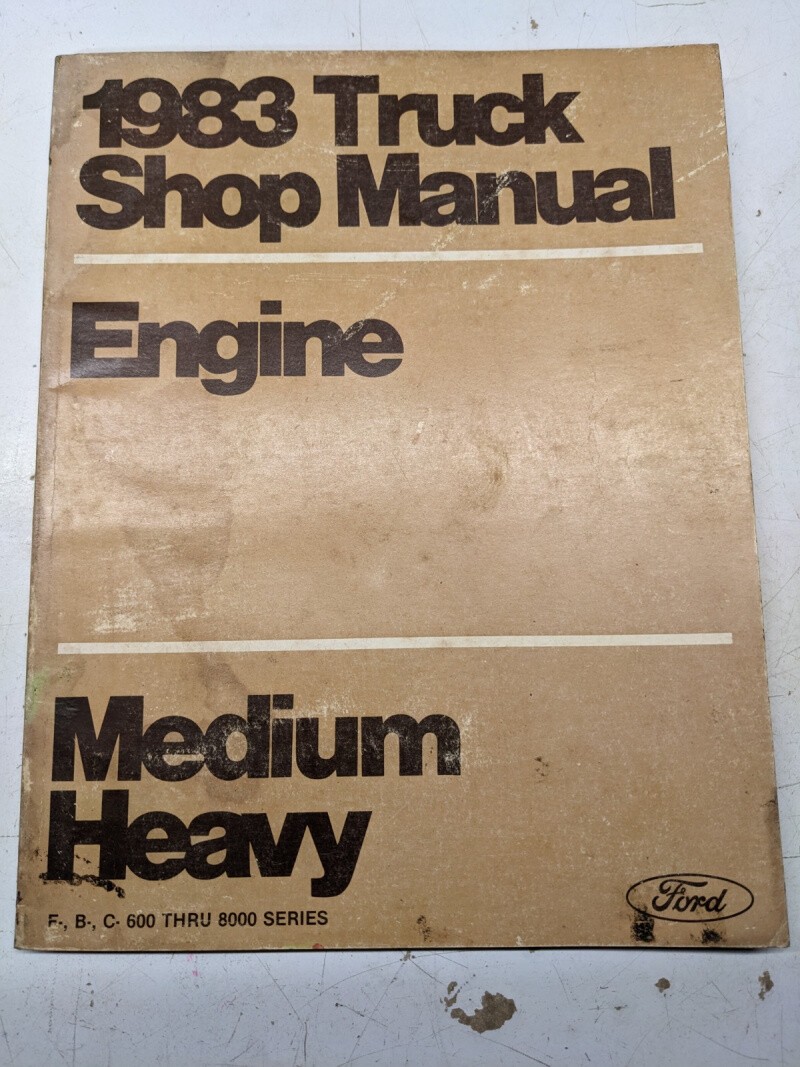 1983 Truck
Shop Manual
Engine
Medium
Heavy
F-, B-, C- 600 THRU 8000 SERIES
Ford